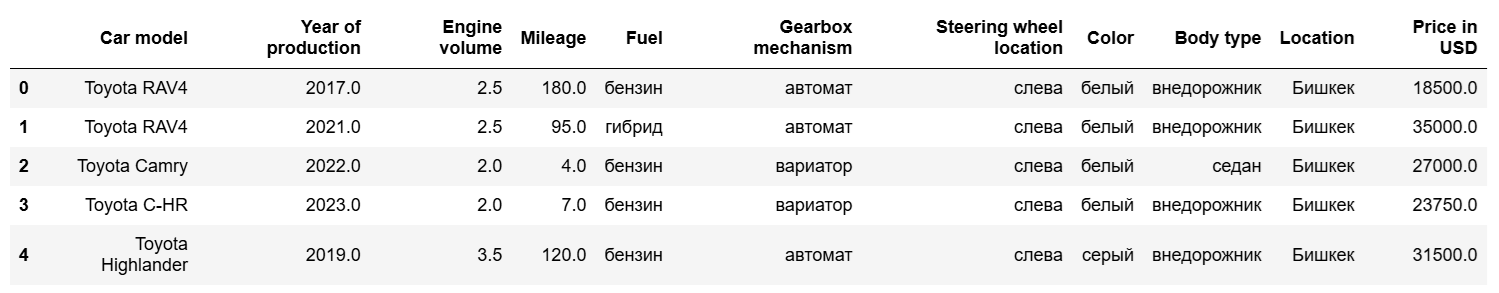 Car model Year of production Engine volume Mileage Fuel Gearbox mechanism Steering wheel location Color Body type Location Price in USD
0 Toyota RAV4 2017.0 2.5 180.0 бензин автомат слева белый внедорожник Бишкек 18500.0
1 Toyota RAV4 2021.0 2.5 95.0 гибрид автомат слева белый внедорожник Бишкек 35000.0
2 Toyota Camry 2022.0 2.0 4.0 бензин вариатор слева белый седан Бишкек 27000.0
3 Toyota C-HR 2023.0 2.0 7.0 бензин вариатор слева белый внедорожник Бишкек 23750.0
4 Toyota Highlander 2019.0 3.5 120.0 бензин автомат слева серый внедорожник Бишкек 31500.0